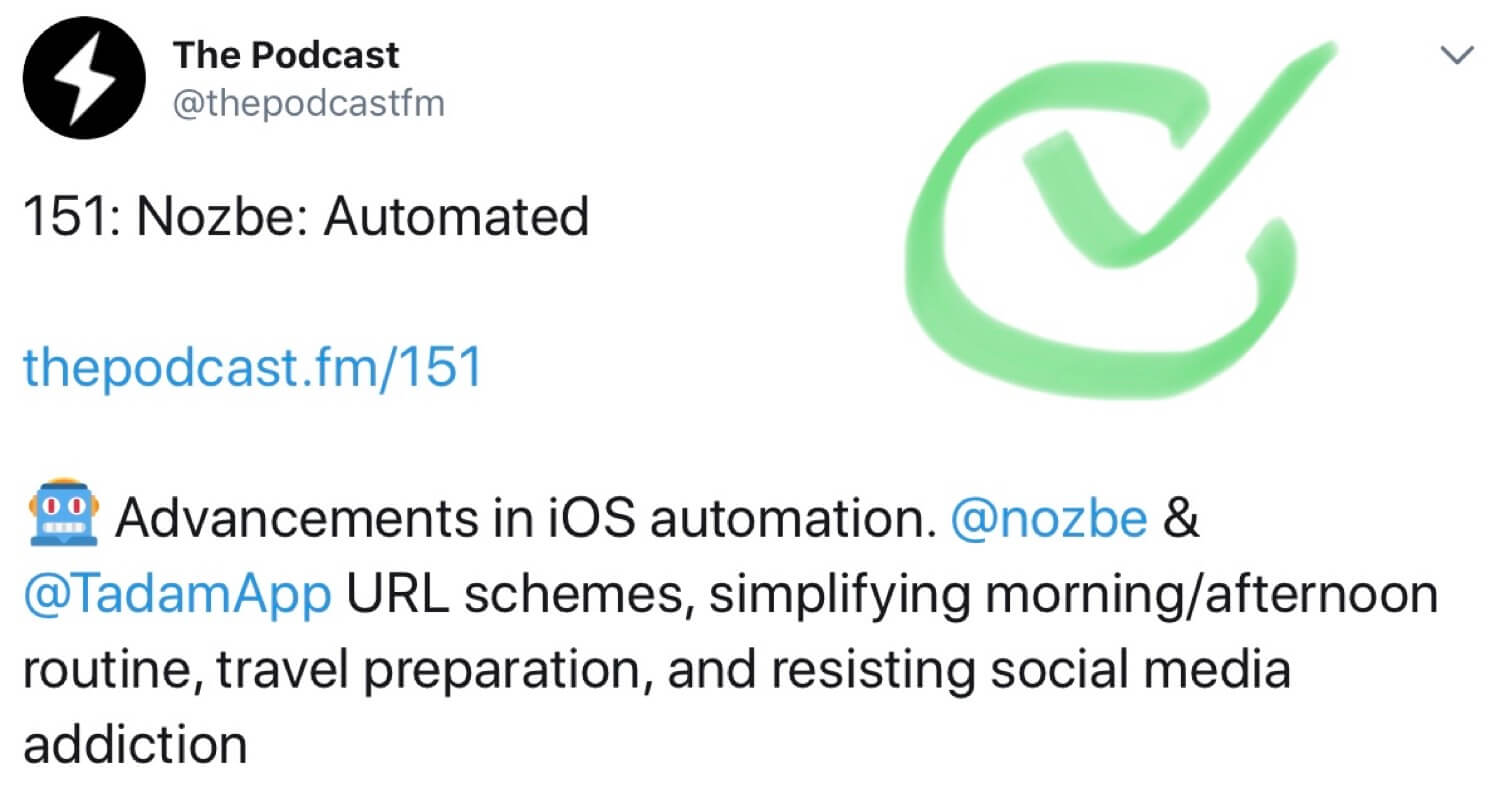 The Podcast
@thepodcastfm
151: Nozbe: Automated
thepodcast.fm/151
🤖 Advancements in iOS automation. @nozbe &
@TadamApp URL schemes, simplifying morning/afternoon
routine, travel preparation, and resisting social media
addiction